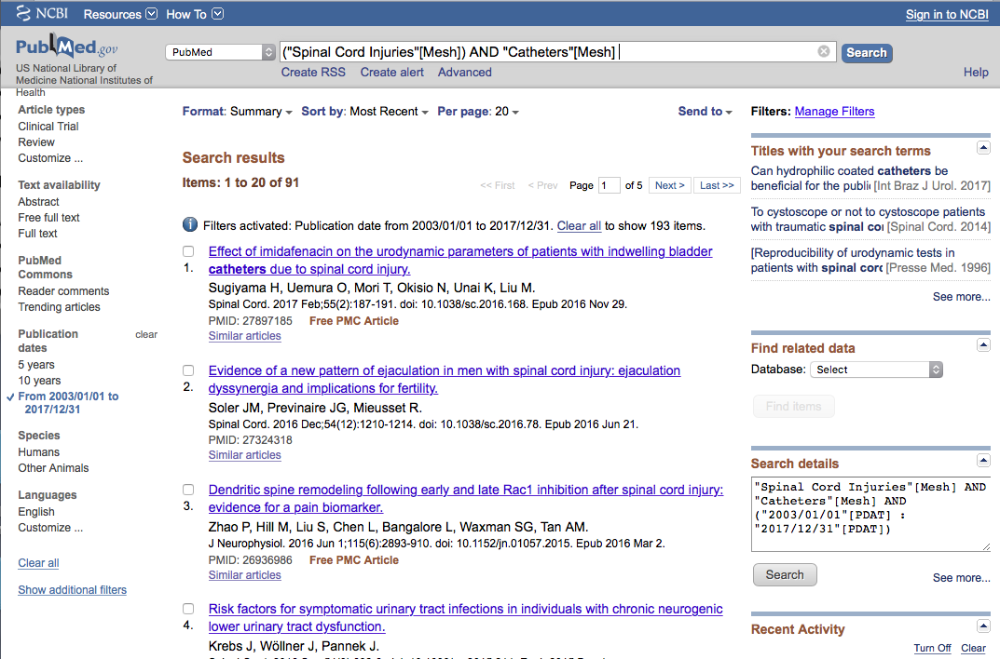 NCBI Resources How To Sign in to NCBI
PubMed.gov
US National Library of
Medicine National Institutes of
Health
PubMed
("Spinal Cord Injuries"[Mesh]) AND "Catheters"[Mesh]
Search
Create RSS Create alert Advanced
Help
Article types
Clinical Trial
Review
Customize ...
Text availability
Abstract
Free full text
Full text
PubMed
Commons
Reader comments
Trending articles
Publication
dates
clear
5 years
10 years
From 2003/01/01 to
2017/12/31
Species
Humans
Other Animals
Languages
English
Customize ...
Clear all
Show additional filters
Format: Summary Sort by: Most Recent Per page: 20 Send to
Search results
Items: 1 to 20 of 91
<< First < Prev Page 1 of 5 Next > Last >>
Filters activated: Publication date from 2003/01/01 to 2017/12/31. Clear all to show 193 items.
Effect of imidafenacin on the urodynamic parameters of patients with indwelling bladder
1. catheters due to spinal cord injury.
Sugiyama H, Uemura O, Mori T, Okisio N, Unai K, Liu M.
Spinal Cord. 2017 Feb;55(2):187-191. doi: 10.1038/sc.2016.168. Epub 2016 Nov 29.
PMID: 27897185 Free PMC Article
Similar articles
Evidence of a new pattern of ejaculation in men with spinal cord injury: ejaculation
2. dyssynergia and implications for fertility.
Soler JM, Previnaire JG, Mieusset R.
Spinal Cord. 2016 Dec;54(12):1210-1214. doi: 10.1038/sc.2016.78. Epub 2016 Jun 21.
PMID: 27324318
Similar articles
Dendritic spine remodeling following early and late Rac1 inhibition after spinal cord injury:
3. evidence for a pain biomarker.
Zhao P, Hill M, Liu S, Chen L, Bangalore L, Waxman SG, Tan AM.
J Neurophysiol. 2016 Jun 1;115(6):2893-910. doi: 10.1152/jn.01057.2015. Epub 2016 Mar 2.
PMID: 26936986 Free PMC Article
Similar articles
Risk factors for symptomatic urinary tract infections in individuals with chronic neurogenic
4. lower urinary tract dysfunction.
Krebs J, Wöllner J, Pannek J.
Filters: Manage Filters
Titles with your search terms
Can hydrophilic coated catheters be
beneficial for the publi [Int Braz J Urol. 2017]
To cystoscope or not to cystoscope patients
with traumatic spinal co [Spinal Cord. 2014]
[Reproducibility of urodynamic tests in
patients with spinal cord [Presse Med. 1996]
See more...
Find related data
Database: Select
Find items
Search details
"Spinal Cord Injuries"[Mesh] AND
"Catheters"[Mesh] AND
("2003/01/01"[PDAT] :
"2017/12/31"[PDAT])
Search See more...
Recent Activity
Turn Off Clear